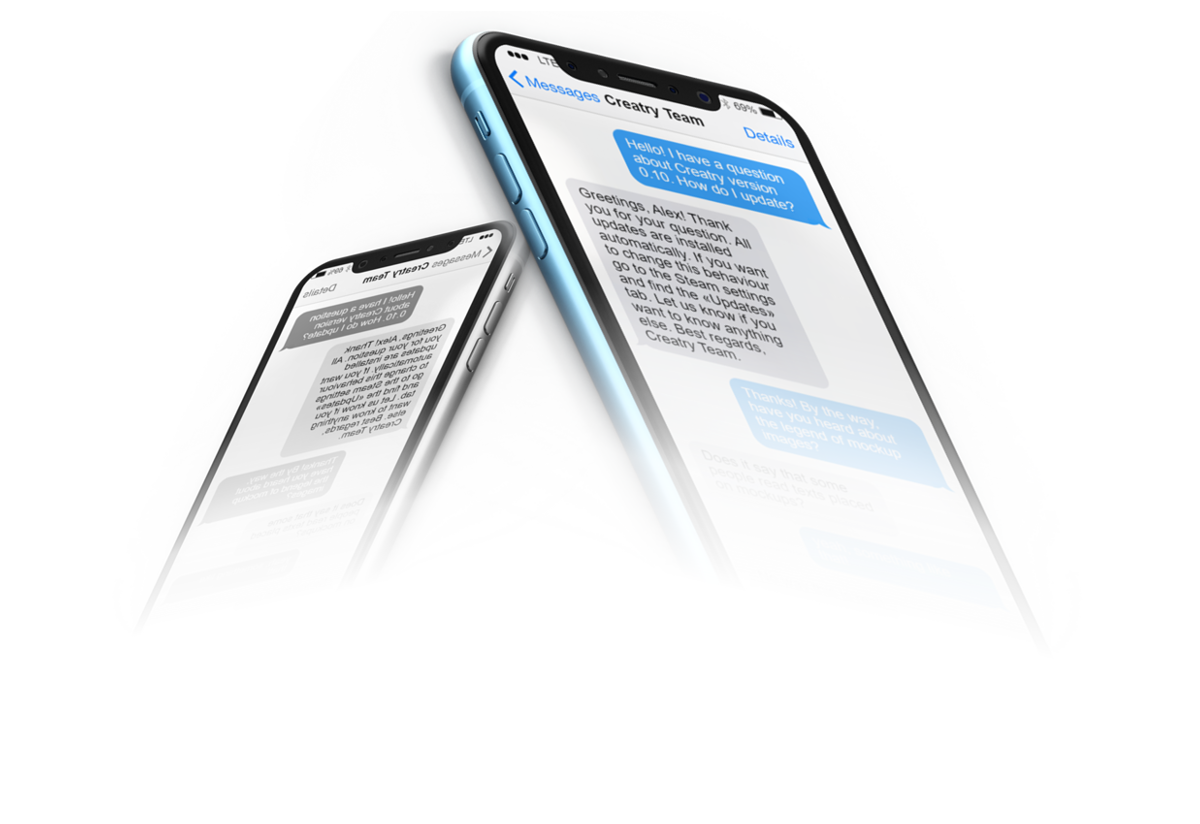 LTE
69%
Messages
Creatry Team
Details
Hello! I have a question
about Creatry version
0.10. How do I update?
Greetings, Alex! Thank
you for your question. All
updates are installed
automatically. If you want
to change this behaviour
go to the Steam settings
and find the «Updates»
tab. Let us know if you
want to know anything
else. Best regards,
Creatry Team.
Thanks! By the way,
have you heard about
the legend of mockup
images?
Does it say that some
people read texts placed
on mockups?
LTE
69%
Messages
Creatry Team
Details
Hello! I have a question
about Creatry version
0.10. How do I update?
Greetings, Alex! Thank
you for your question. All
updates are installed
automatically. If you want
to change this behaviour
go to the Steam settings
and find the «Updates»
tab. Let us know if you
want to know anything
else. Best regards,
Creatry Team.
Thanks! By the way,
have you heard about
the legend of mockup
images?